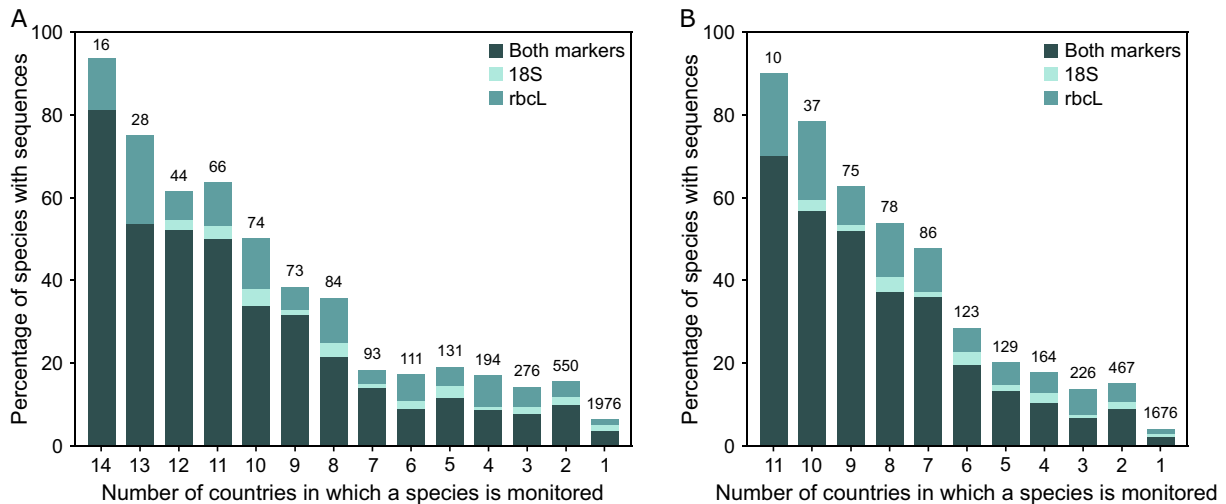 A
Percentage of species with sequences
100
80
60
40
20
0
16
28
44
66
74
73
84
93
111
131
194
276
550
1976
Both markers
18S
rbcL
14 13 12 11 10 9 8 7 6 5 4 3 2 1
Number of countries in which a species is monitored
B
Percentage of species with sequences
100
80
60
40
20
0
10
37
75
78
86
123
129
164
226
467
1676
Both markers
18S
rbcL
11 10 9 8 7 6 5 4 3 2 1
Number of countries in which a species is monitored